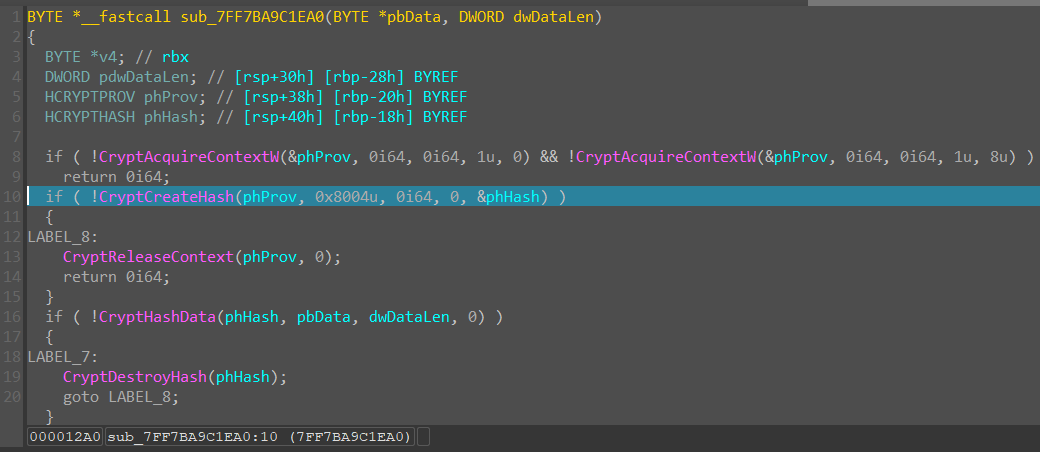 1 BYTE *__fastcall sub_7FF7BA9C1EA0(BYTE *pbData, DWORD dwDataLen)
2 {
3   BYTE *v4; // rbx
4   DWORD pdwDataLen; // [rsp+30h] [rbp-28h] BYREF
5   HCRYPTPROV phProv; // [rsp+38h] [rbp-20h] BYREF
6   HCRYPTHASH phHash; // [rsp+40h] [rbp-18h] BYREF
7
8   if ( !CryptAcquireContextW(&phProv, 0i64, 0i64, 1u, 0) && !CryptAcquireContextW(&phProv, 0i64, 0i64, 1u, 8u) )
9     return 0i64;
10   if ( !CryptCreateHash(phProv, 0x8004u, 0i64, 0, &phHash) )
11   {
12 LABEL_8:
13     CryptReleaseContext(phProv, 0);
14     return 0i64;
15   }
16   if ( !CryptHashData(phHash, pbData, dwDataLen, 0) )
17   {
18 LABEL_7:
19     CryptDestroyHash(phHash);
20     goto LABEL_8;
  }
000012A0 sub_7FF7BA9C1EA0:10 (7FF7BA9C1EA0)